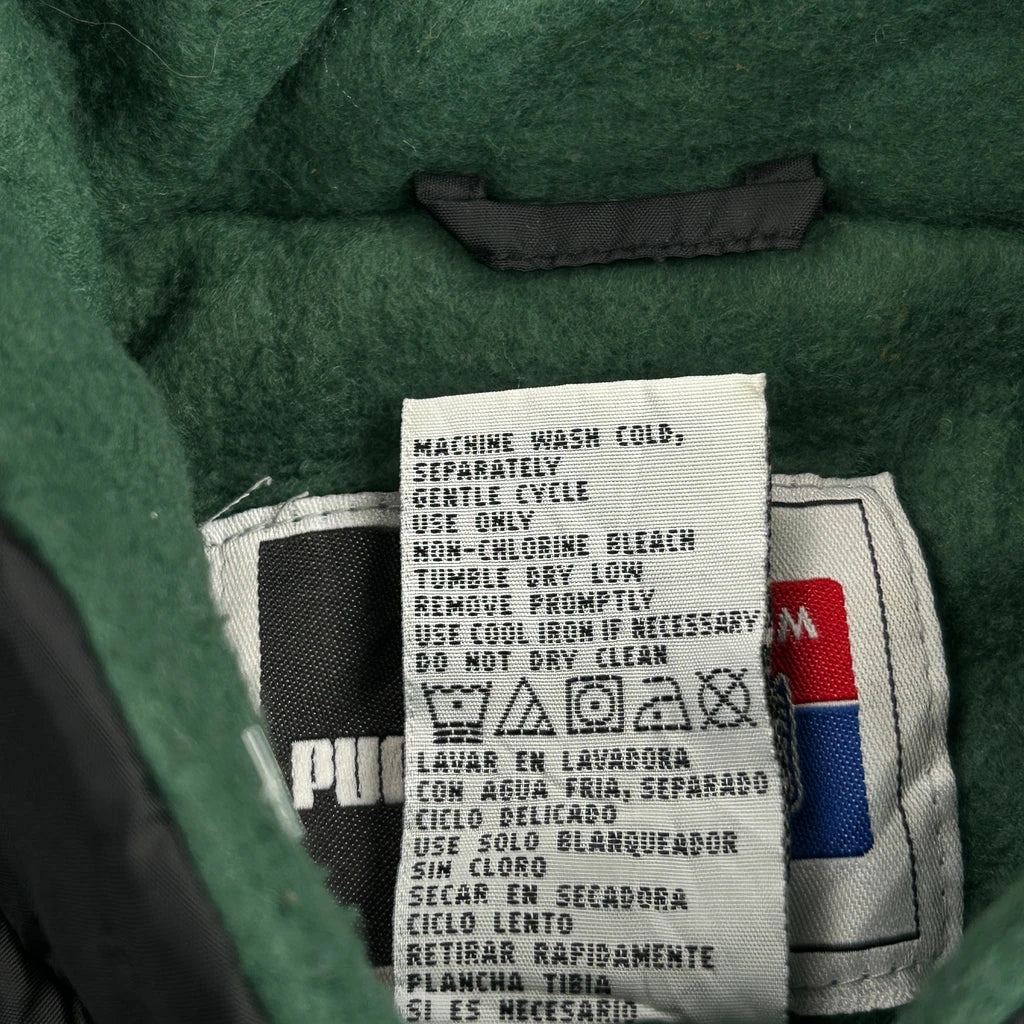 MACHINE WASH COLD,
SEPARATELY
GENTLE CYCLE
USE ONLY
NON-CHLORINE BLEACH
TUMBLE DRY LOW
REMOVE PROMPTLY
USE COOL IRON IF NECESSARY
DO NOT DRY CLEAN
LAVAR EN LAVADORA
CON AGUA FRIA, SEPARADO
CICLO DELICADO
USE SOLO BLANQUEADOR
SIN CLORO
SECAR EN SECADORA
CICLO LENTO
RETIRAR RAPIDAMENTE
PLANCHA TIBIA
SI ES NECESARIO
PU
M